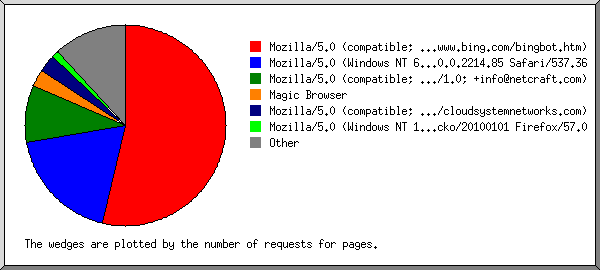 Mozilla/5.0 (compatible; ...www.bing.com/bingbot.htm)
Mozilla/5.0 (Windows NT 6...0.0.2214.85 Safari/537.36
Mozilla/5.0 (compatible; .../1.0; +info@netcraft.com)
Magic Browser
Mozilla/5.0 (compatible; .../cloudsystemnetworks.com)
Mozilla/5.0 (Windows NT 1...cko/20100101 Firefox/57.0
Other
The wedges are plotted by the number of requests for pages.